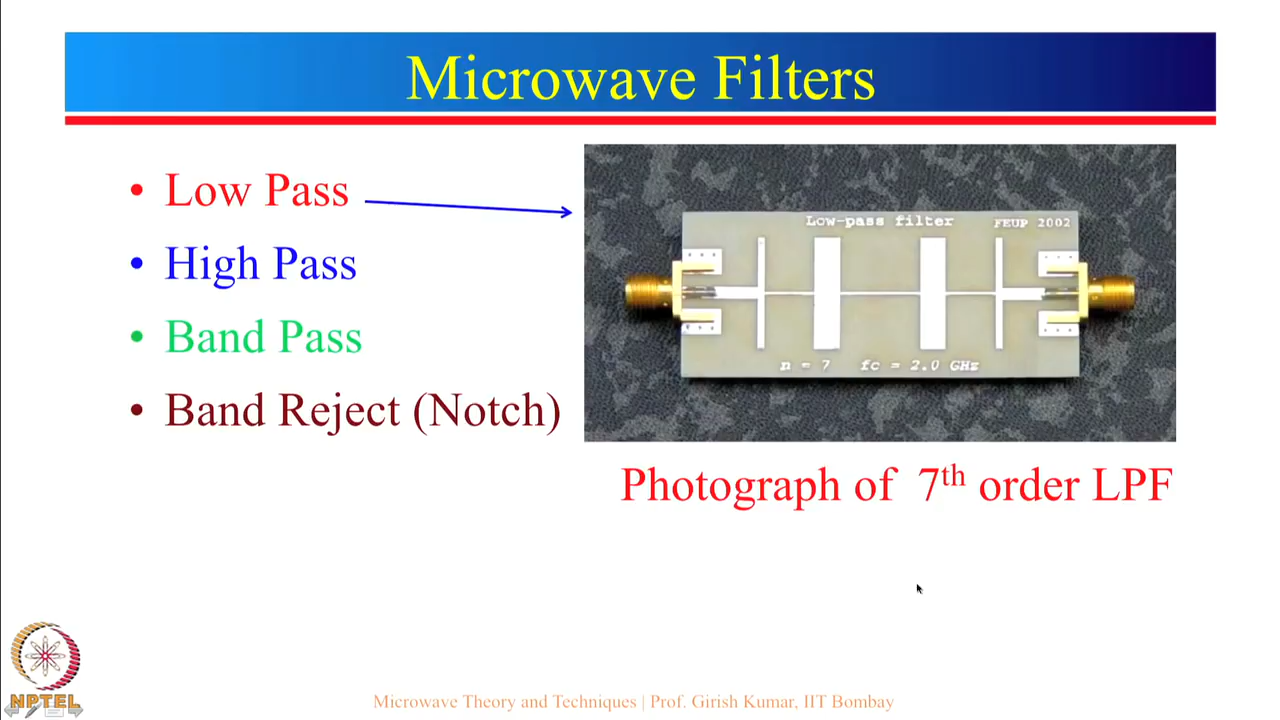 Microwave Filters
• Low Pass
• High Pass
• Band Pass
• Band Reject (Notch)
Low-pass filter FEUP 2002
n = 7 fc = 2.0 GHz
Photograph of 7th order LPF
NPTEL
Microwave Theory and Techniques | Prof. Girish Kumar, IIT Bombay